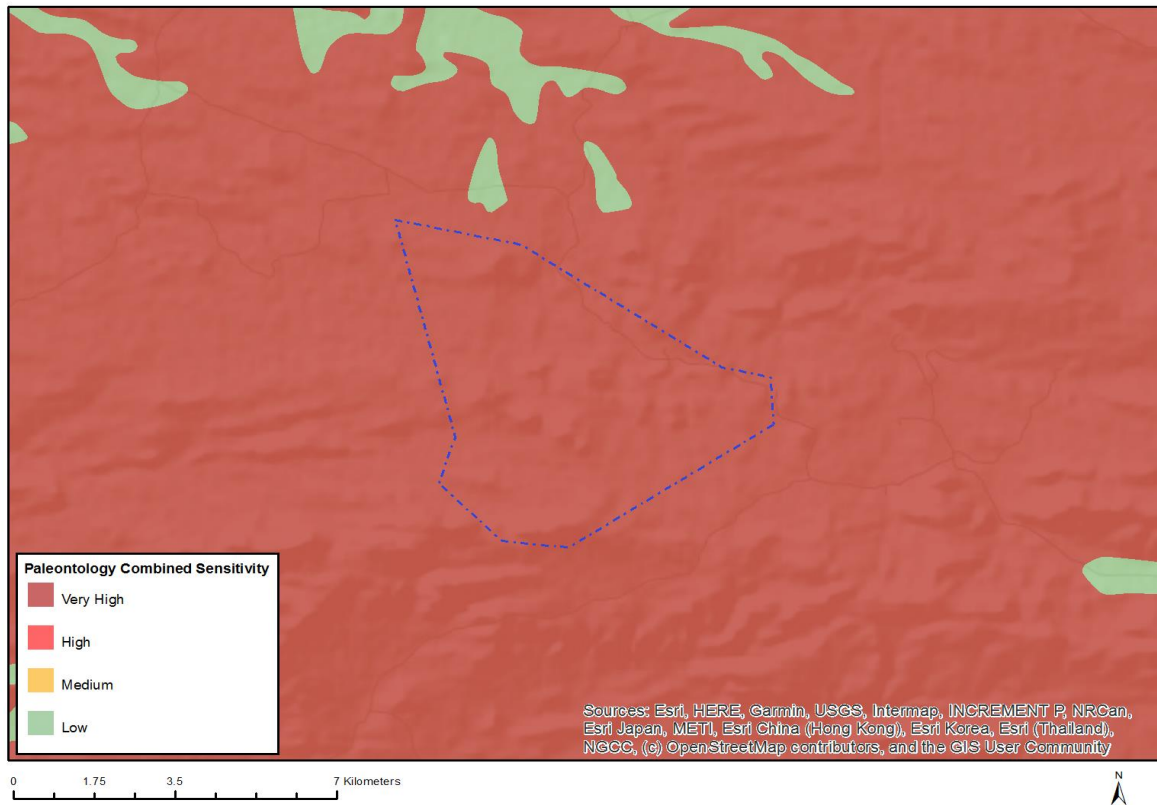 Paleontology Combined Sensitivity
Very High
High
Medium
Low
Sources: Esri, HERE, Garmin, USGS, Intermap, INCREMENT P, NRCan,
Esri Japan, METI, Esri China (Hong Kong), Esri Korea, Esri (Thailand),
NGCC, (c) OpenStreetMap contributors, and the GIS User Community
0 1.75 3.5 7 Kilometers
N